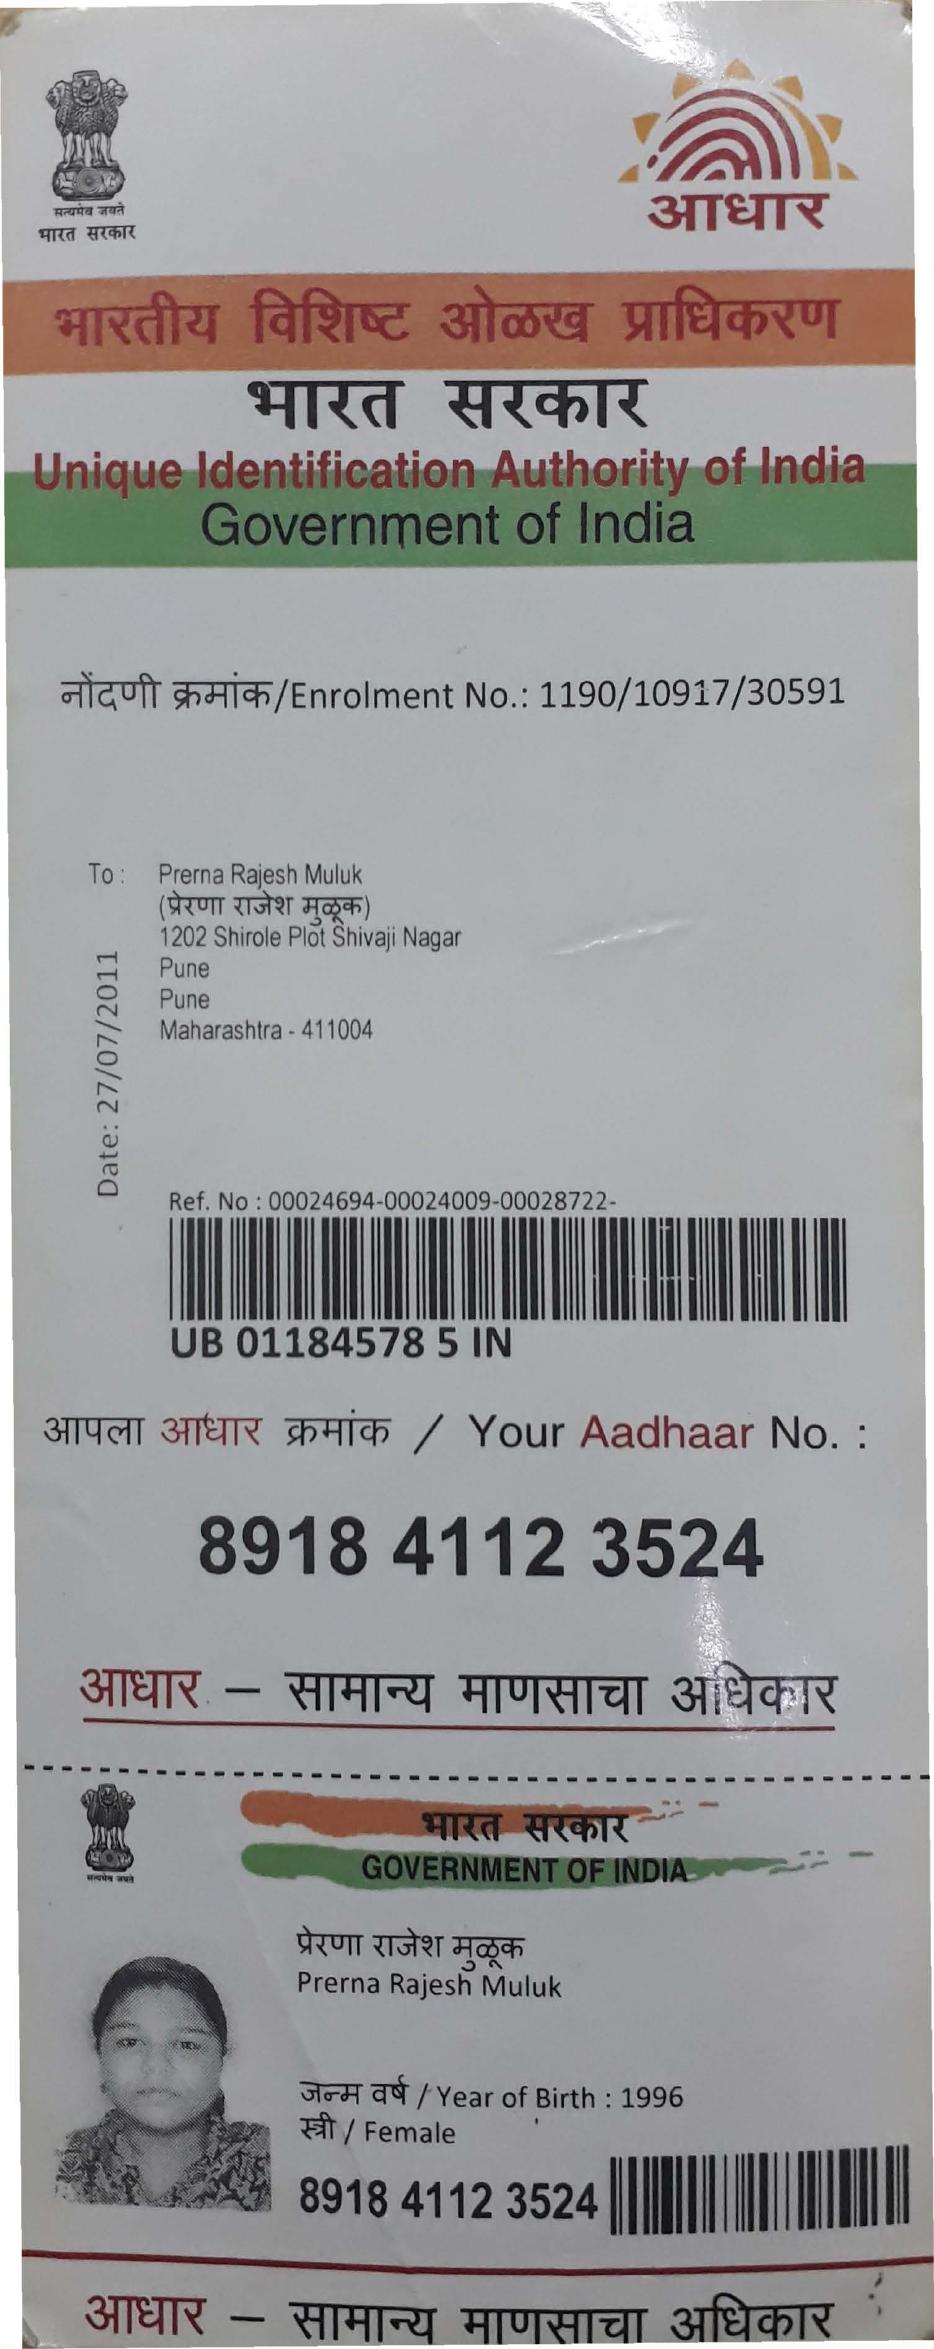 सत्यमेव जयते
भारत सरकार
आधार
भारतीय विशिष्ट ओळख प्राधिकरण
भारत सरकार
Unique Identification Authority of India
Government of India
नोंदणी क्रमांक/Enrolment No.: 1190/10917/30591
To : Prerna Rajesh Muluk
(प्रेरणा राजेश मुळूक)
1202 Shirole Plot Shivaji Nagar
Pune
Pune
Maharashtra - 411004
Date: 27/07/2011
Ref. No : 00024694-00024009-00028722-
UB 01184578 5 IN
आपला आधार क्रमांक / Your Aadhaar No. :
8918 4112 3524
आधार – सामान्य माणसाचा अधिकार
सत्यमेव जयते
भारत सरकार
GOVERNMENT OF INDIA
प्रेरणा राजेश मुळूक
Prerna Rajesh Muluk
जन्म वर्ष / Year of Birth : 1996
स्त्री / Female
8918 4112 3524
आधार – सामान्य माणसाचा अधिकार